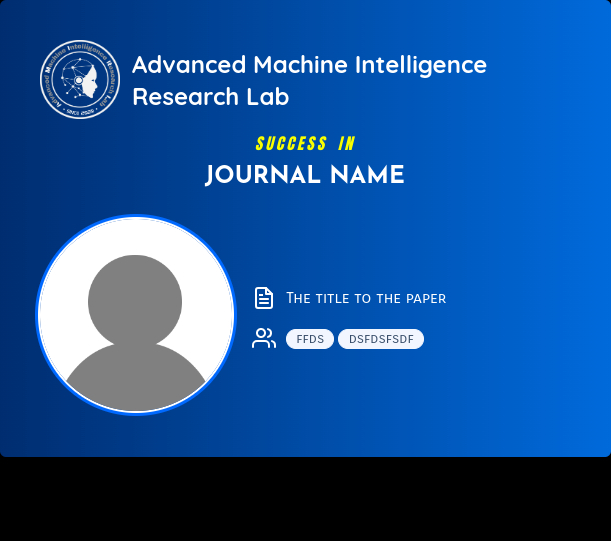 Advanced Machine Intelligence
Research Lab
SUCCESS IN
JOURNAL NAME
THE TITLE TO THE PAPER
FFDS DSFDSFSDF